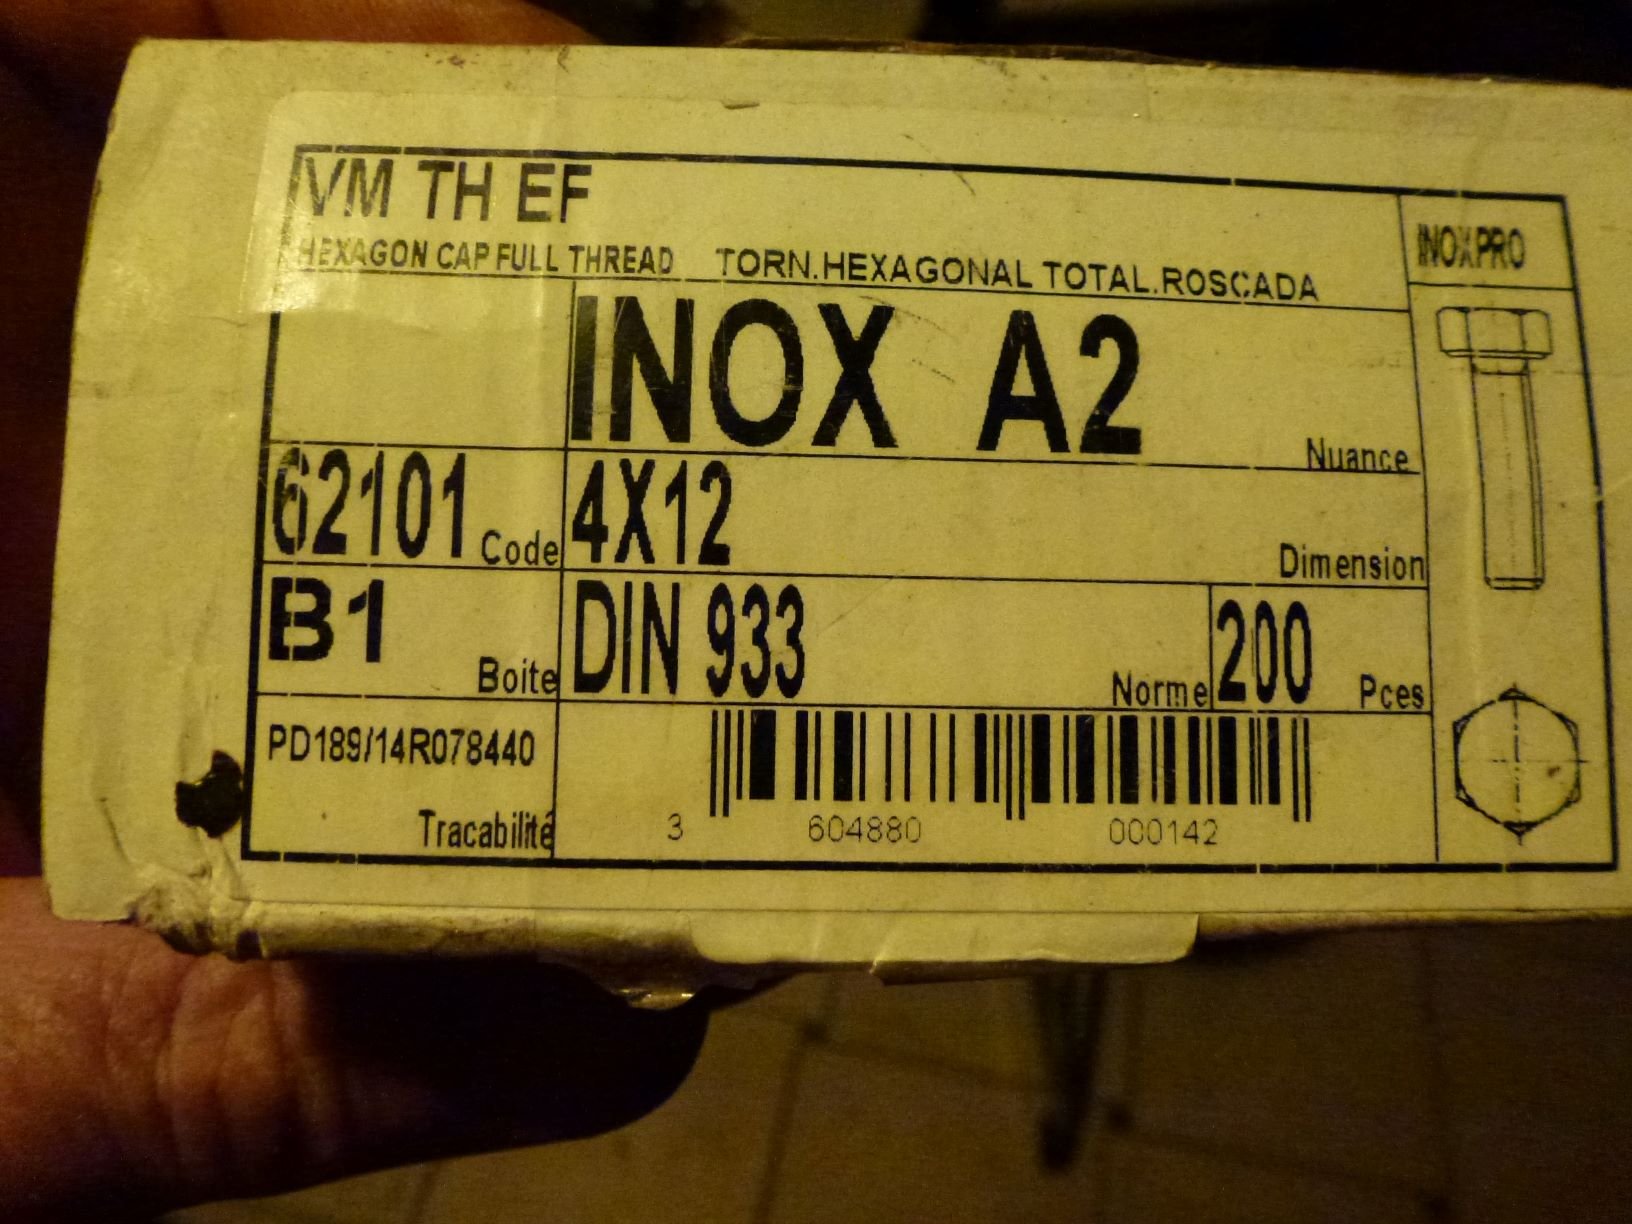 VM TH EF
HEXAGON CAP FULL THREAD TORN.HEXAGONAL TOTAL.ROSCADA
INOXPRO
INOX A2
Nuance
62101 Code
4X12 Dimension
B1 Boite
DIN 933 Norme
200 Pces
PD189/14R078440
Tracabilité
3 604880 000142